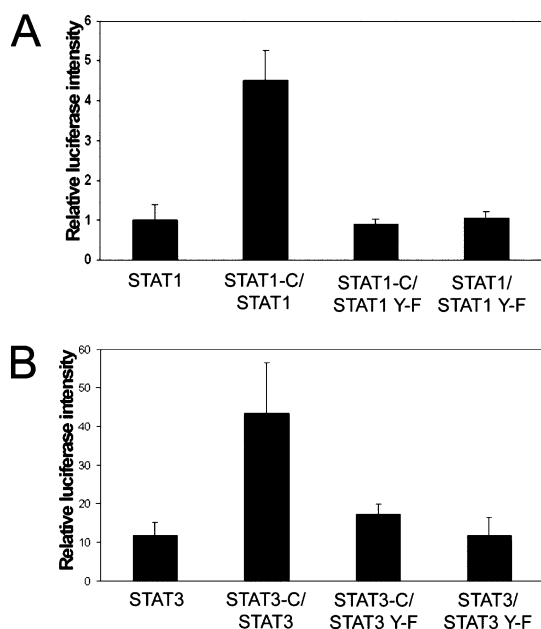 A
Relative luciferase intensity
6
5
4
3
2
1
0
STAT1
STAT1-C/
STAT1
STAT1-C/
STAT1 Y-F
STAT1/
STAT1 Y-F
B
Relative luciferase intensity
60
50
40
30
20
10
0
STAT3
STAT3-C/
STAT3
STAT3-C/
STAT3 Y-F
STAT3/
STAT3 Y-F